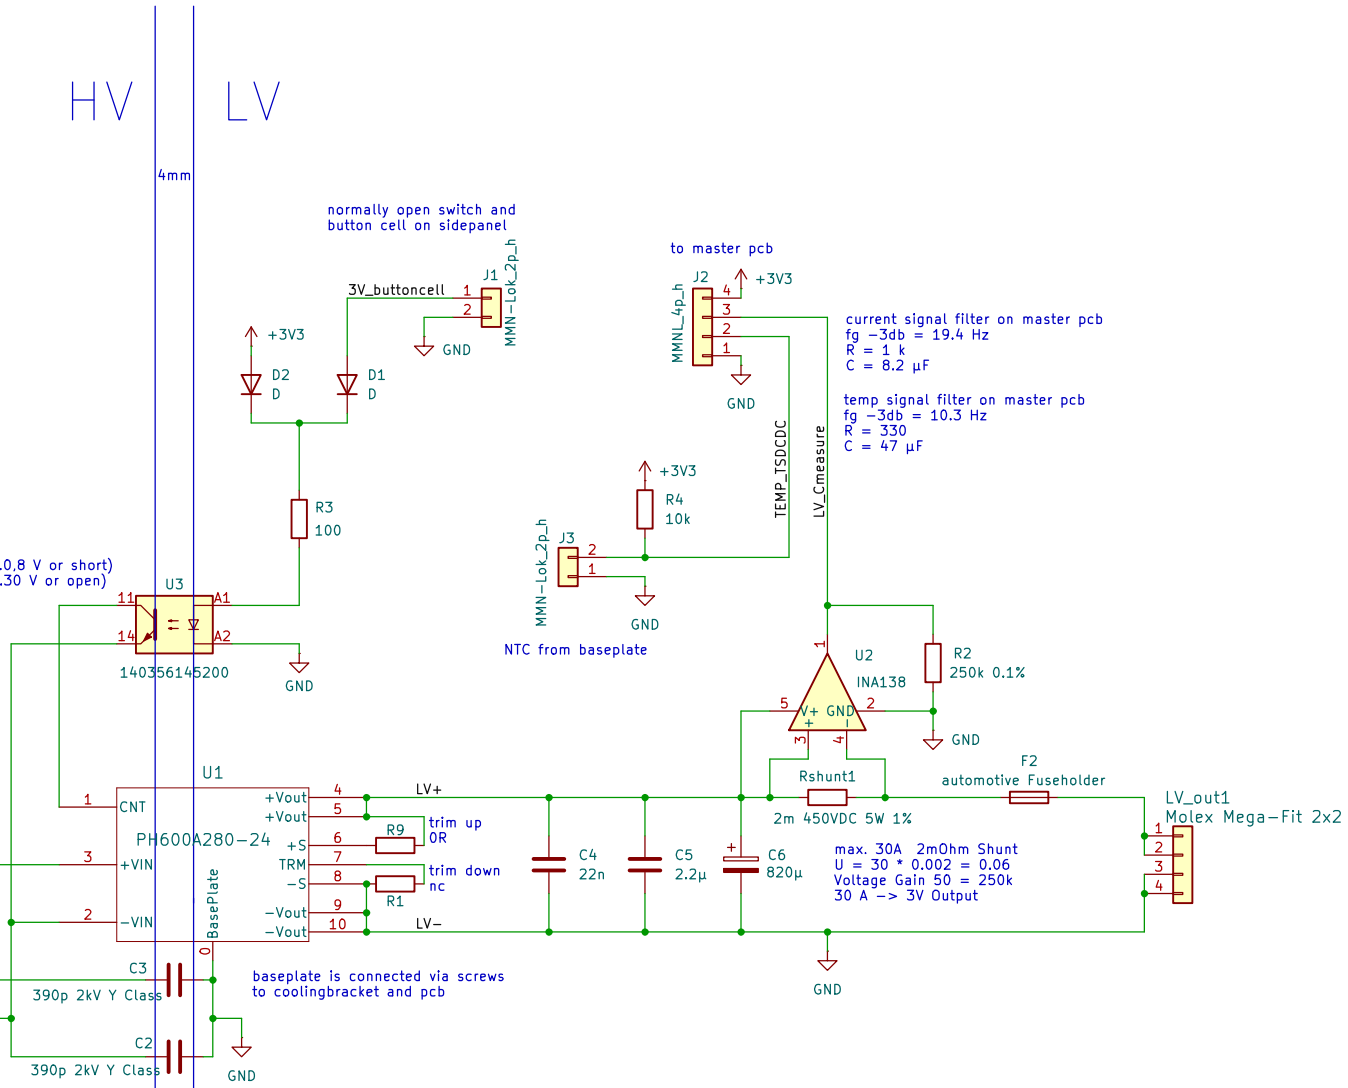 HV
LV
4mm
normally open switch and
button cell on sidepanel
J1
MMN-Lok_2p_h
3V_buttoncell
1
2
GND
+3V3
D2
D
D1
D
R3
100
to master pcb
+3V3
J2
MMNL_4p_h
4
3
2
1
GND
current signal filter on master pcb
fg -3db = 19.4 Hz
R = 1 k
C = 8.2 µF
temp signal filter on master pcb
fg -3db = 10.3 Hz
R = 330
C = 47 µF
TEMP_TSDCDC
LV_Cmeasure
+3V3
R4
10k
J3
MMN-Lok_2p_h
2
1
GND
NTC from baseplate
.0,8 V or short)
.30 V or open)
U3
11
A1
14
A2
140356145200
GND
1
U2
INA138
R2
250k 0.1%
5
V+
GND
2
+
-
3
4
GND
U1
1
CNT
PH600A280-24
3
+VIN
2
-VIN
BasePlate
0
+Vout
4
+Vout
5
+S
6
TRM
7
-S
8
-Vout
9
-Vout
10
LV+
R9
trim up
0R
trim down
nc
R1
LV-
C4
22n
C5
2.2µ
+
C6
820µ
Rshunt1
2m 450VDC 5W 1%
F2
automotive Fuseholder
LV_out1
Molex Mega-Fit 2x2
1
2
3
4
max. 30A  2mOhm Shunt
U = 30 * 0.002 = 0.06
Voltage Gain 50 = 250k
30 A -> 3V Output
GND
C3
390p 2kV Y Class
baseplate is connected via screws
to coolingbracket and pcb
C2
390p 2kV Y Class
GND